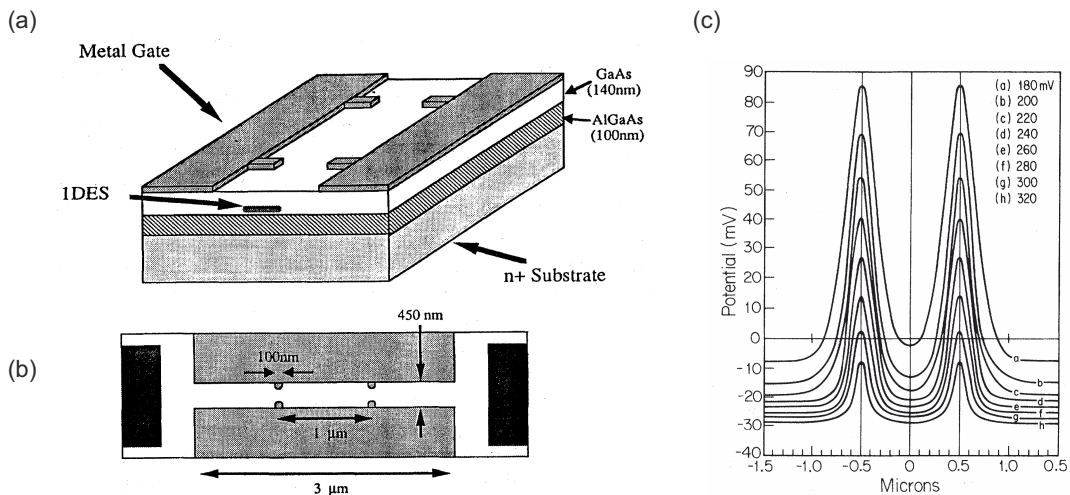 (a)
Metal Gate
GaAs
(140nm)
AlGaAs
(100nm)
1DES
n+ Substrate
(b)
450 nm
100nm
1 μm
3 μm
(c)
Potential (mV)
90
80
70
60
50
40
30
20
10
0
-10
-20
-30
-40
(a) 180mV
(b) 200
(c) 220
(d) 240
(e) 260
(f) 280
(g) 300
(h) 320
a
b
c
d
e
f
g
h
-1.5
-1.0
-0.5
0
0.5
1.0
0.5
Microns